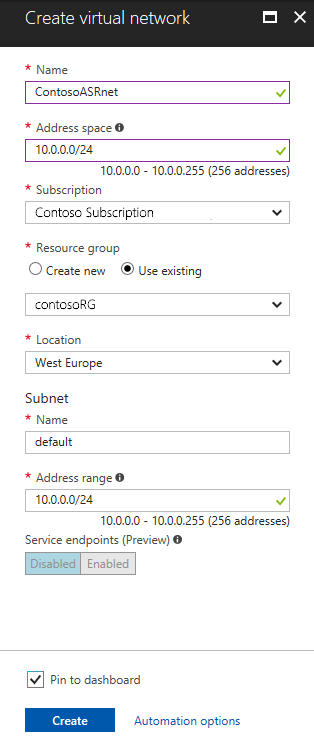 Create virtual network
* Name
ContosoASRnet
* Address space
10.0.0.0/24
10.0.0.0 - 10.0.0.255 (256 addresses)
* Subscription
Contoso Subscription
* Resource group
Create new Use existing
contosoRG
* Location
West Europe
Subnet
* Name
default
* Address range
10.0.0.0/24
10.0.0.0 - 10.0.0.255 (256 addresses)
Service endpoints (Preview)
Disabled Enabled
Pin to dashboard
Create Automation options